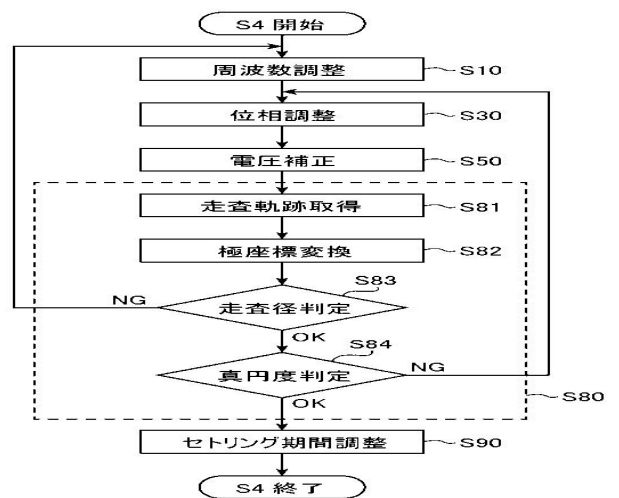 S4 開始
周波数調整 S10
位相調整 S30
電圧補正 S50
走査軌跡取得 S81
極座標変換 S82
S83
NG 走査径判定
OK
S84
真円度判定 NG
OK
S80
セトリング期間調整 S90
S4 終了